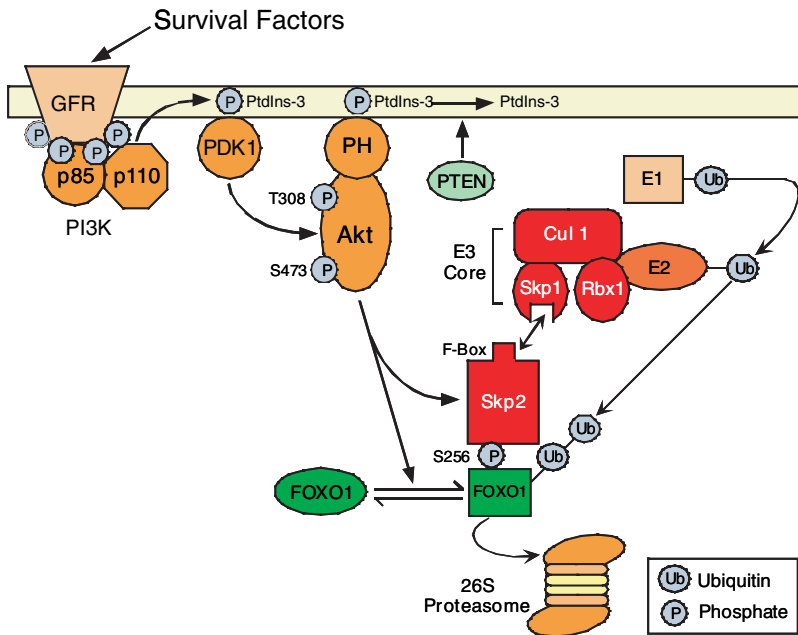 Survival Factors
GFR
P
P
P
P
p85
p110
PI3K
P PtdIns-3
PDK1
P PtdIns-3
PtdIns-3
PH
T308 P
Akt
S473 P
PTEN
E1
Ub
E3
Core
Cul 1
Skp1
Rbx1
E2
Ub
F-Box
Skp2
Ub
Ub
S256 P
FOXO1
FOXO1
26S
Proteasome
Ub Ubiquitin
P Phosphate